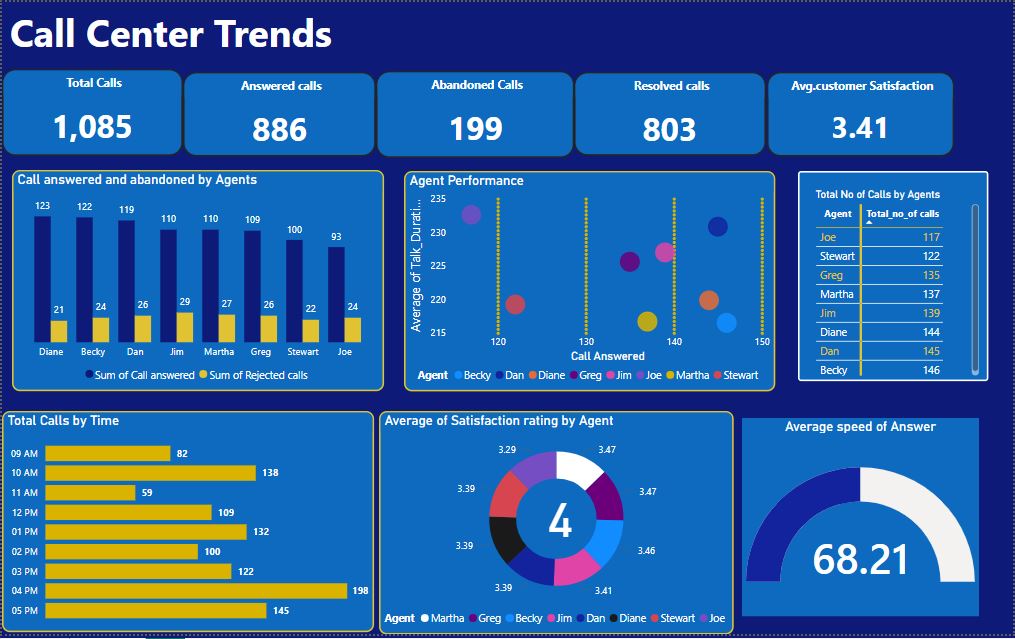 Call Center Trends
Total Calls
1,085
Answered calls
886
Abandoned Calls
199
Resolved calls
803
Avg.customer Satisfaction
3.41
Call answered and abandoned by Agents
123 122 119 110 110 109 100 93
21 24 26 29 27 26 22 24
Diane Becky Dan Jim Martha Greg Stewart Joe
Sum of Call answered Sum of Rejected calls
Agent Performance
Average of Talk_Durati...
235
230
225
220
215
120 130 140 150
Call Answered
Agent Becky Dan Diane Greg Jim Joe Martha Stewart
Total No of Calls by Agents
Agent Total_no_of calls
Joe 117
Stewart 122
Greg 135
Martha 137
Jim 139
Diane 144
Dan 145
Becky 146
Total Calls by Time
09 AM 82
10 AM 138
11 AM 59
12 PM 109
01 PM 132
02 PM 100
03 PM 122
04 PM 198
05 PM 145
Average of Satisfaction rating by Agent
3.29 3.47
3.39 3.47
4
3.39 3.46
3.39 3.41
Agent Martha Greg Becky Jim Dan Diane Stewart Joe
Average speed of Answer
68.21